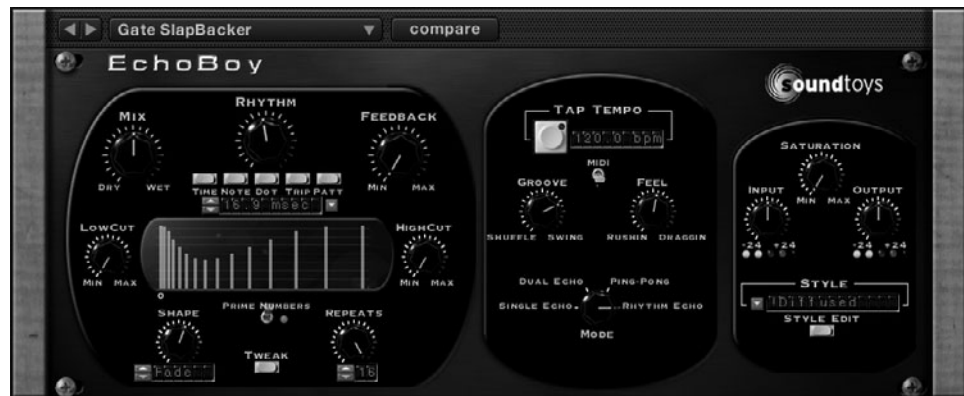 Gate SlapBacker
compare
EchoBoy
soundtoys
MIX
DRY WET
RHYTHM
FEEDBACK
MIN MAX
TIME NOTE DOT TRIP PATT
16.9 msec
LOWCUT
MIN MAX
HIGHCUT
MIN MAX
0
PRIME NUMBERS
SHAPE
Fade
TWEAK
REPEATS
16
TAP TEMPO
120.0 bpm
MIDI
GROOVE
SHUFFLE SWING
FEEL
RUSHIN DRAGGIN
DUAL ECHO PING-PONG
SINGLE ECHO RHYTHM ECHO
MODE
SATURATION
MIN MAX
INPUT
-24 +24
OUTPUT
-24 +24
STYLE
Diffused
STYLE EDIT